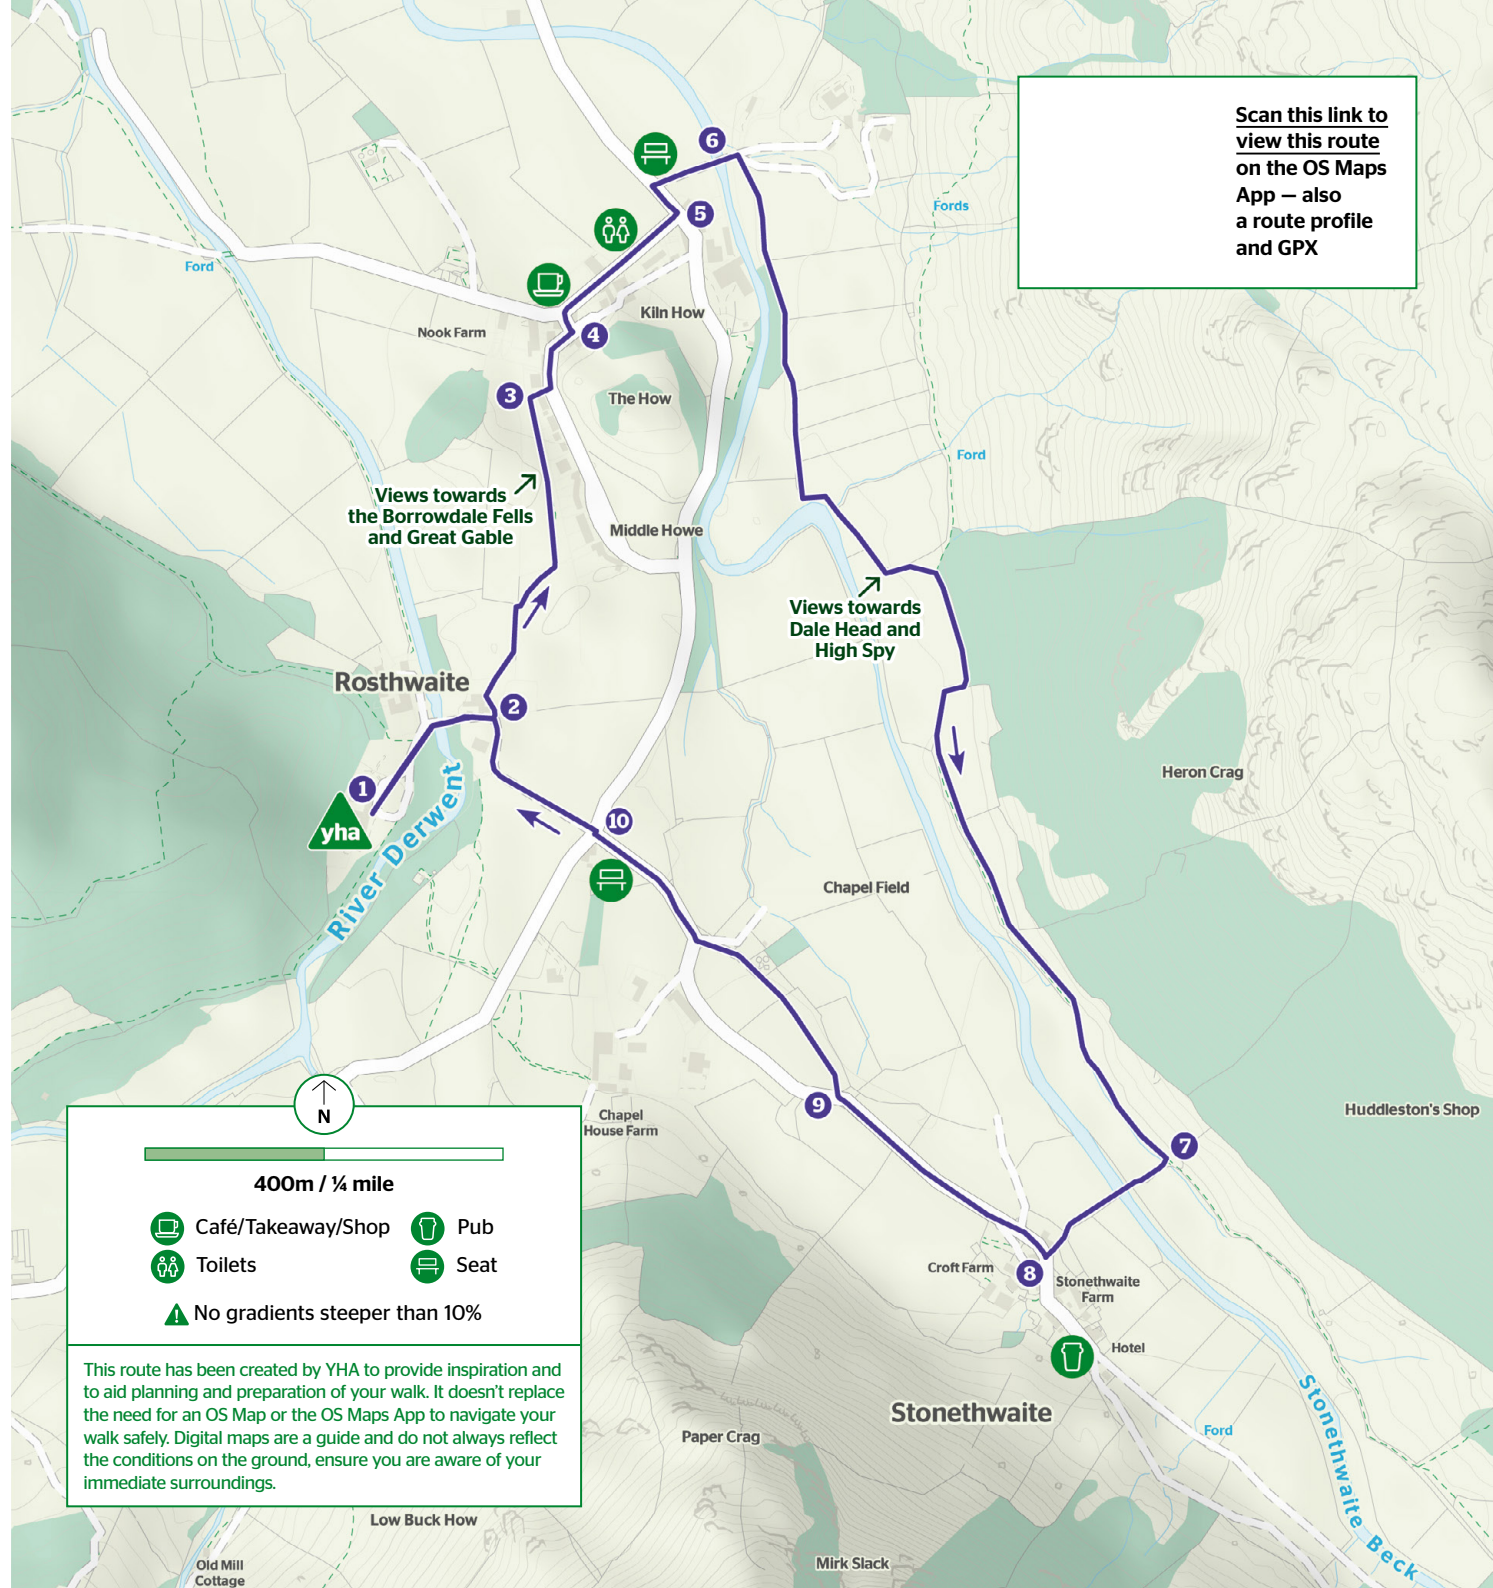 Scan this link to
view this route
on the OS Maps
App — also
a route profile
and GPX
6
5
Fords
Ford
Kiln How
Nook Farm
4
3
The How
Ford
Views towards
the Borrowdale Fells
and Great Gable
Middle Howe
Views towards
Dale Head and
High Spy
Rosthwaite
2
1
yha
River Derwent
Heron Crag
10
Chapel Field
9
Chapel
House Farm
Huddleston's Shop
7
Croft Farm
8
Stonethwaite
Farm
Hotel
Stonethwaite
Ford
Stonethwaite Beck
Paper Crag
Mirk Slack
Low Buck How
Old Mill
Cottage
N
400m / ¼ mile
Café/Takeaway/Shop
Pub
Toilets
Seat
! No gradients steeper than 10%
This route has been created by YHA to provide inspiration and
to aid planning and preparation of your walk. It doesn't replace
the need for an OS Map or the OS Maps App to navigate your
walk safely. Digital maps are a guide and do not always reflect
the conditions on the ground, ensure you are aware of your
immediate surroundings.